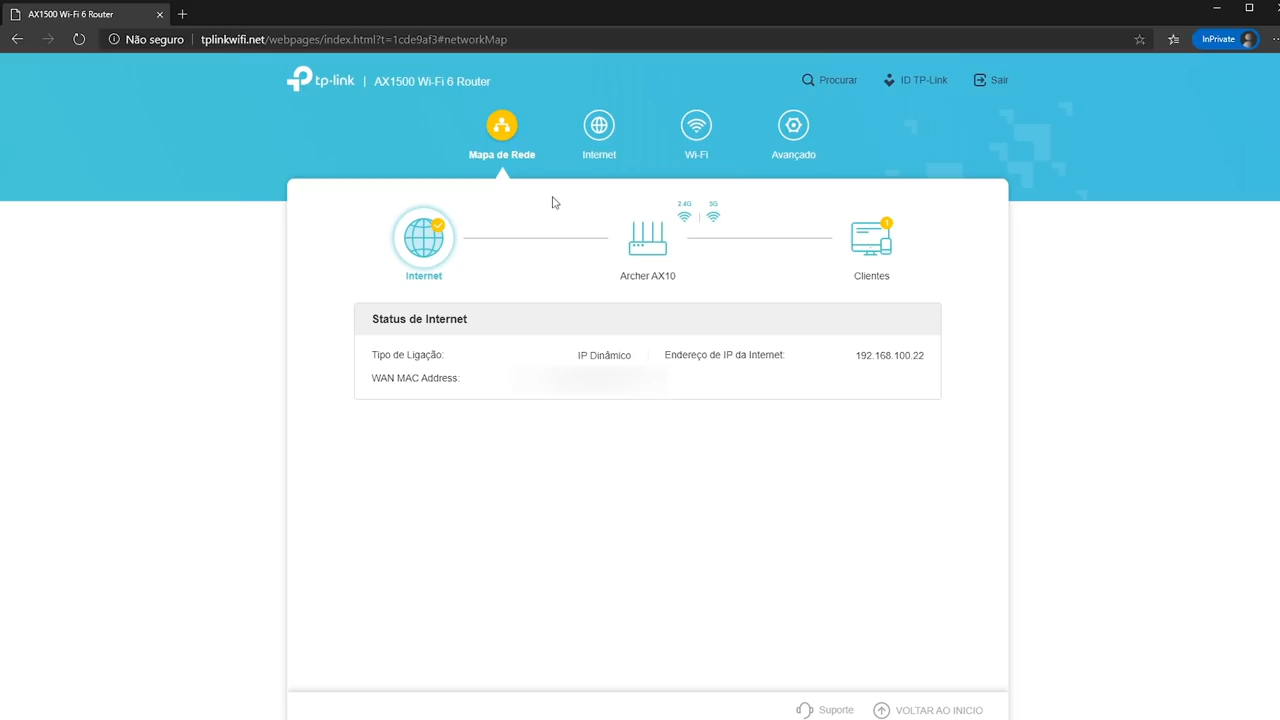 AX1500 Wi-Fi 6 Router
Não seguro
tplinkwifi.net/webpages/index.html?t=1cde9af3#networkMap
InPrivate
tp-link | AX1500 Wi-Fi 6 Router
Procurar
ID TP-Link
Sair
Mapa de Rede
Internet
Wi-Fi
Avançado
2.4G
5G
1
Internet
Archer AX10
Clientes
Status de Internet
Tipo de Ligação: IP Dinâmico
Endereço de IP da Internet: 192.168.100.22
WAN MAC Address:
Suporte
VOLTAR AO INICIO